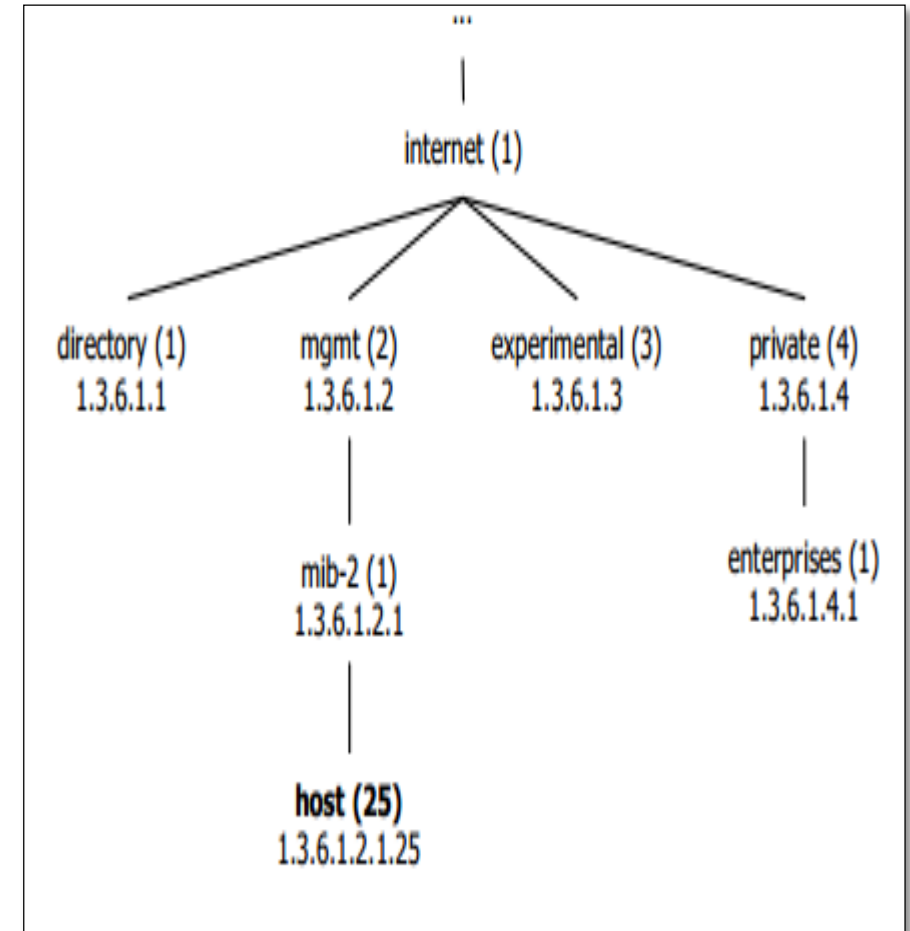 ...
internet (1)
directory (1) mgmt (2) experimental (3) private (4)
1.3.6.1.1 1.3.6.1.2 1.3.6.1.3 1.3.6.1.4
mib-2 (1) enterprises (1)
1.3.6.1.2.1 1.3.6.1.4.1
host (25)
1.3.6.1.2.1.25